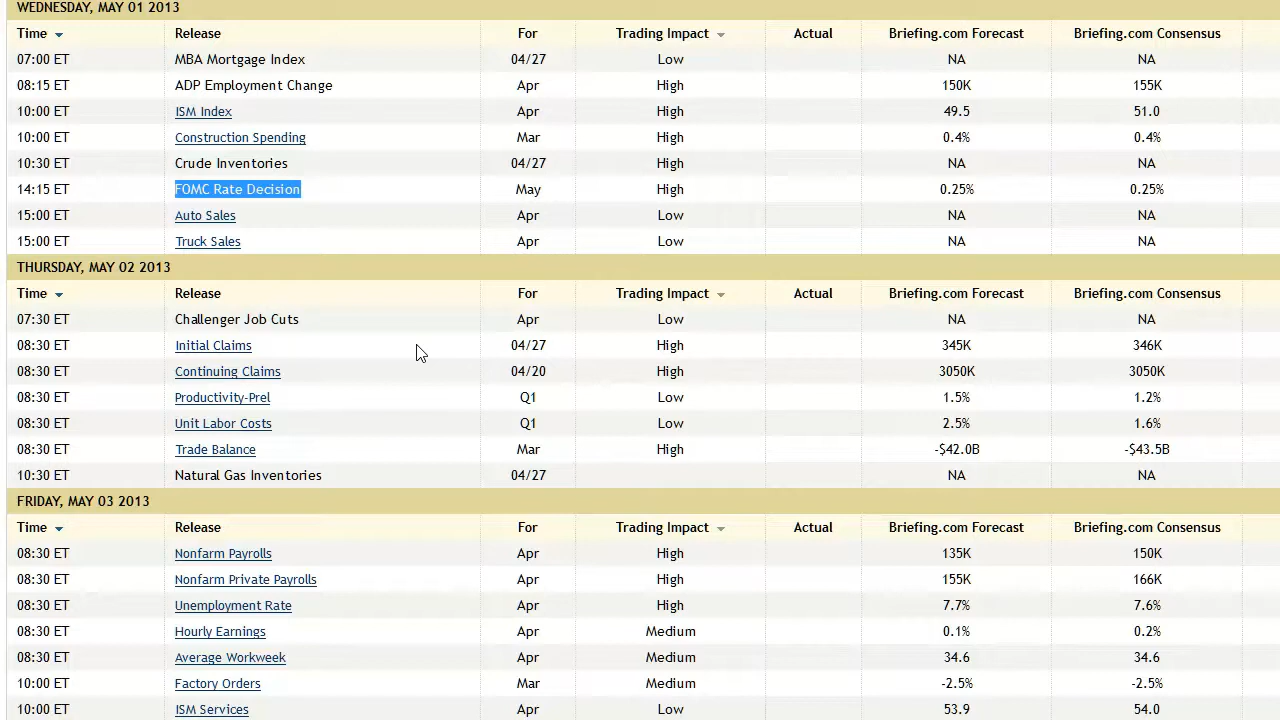 WEDNESDAY, MAY 01 2013
Time Release For Trading Impact Actual Briefing.com Forecast Briefing.com Consensus
07:00 ET MBA Mortgage Index 04/27 Low NA NA
08:15 ET ADP Employment Change Apr High 150K 155K
10:00 ET ISM Index Apr High 49.5 51.0
10:00 ET Construction Spending Mar High 0.4% 0.4%
10:30 ET Crude Inventories 04/27 High NA NA
14:15 ET FOMC Rate Decision May High 0.25% 0.25%
15:00 ET Auto Sales Apr Low NA NA
15:00 ET Truck Sales Apr Low NA NA
THURSDAY, MAY 02 2013
Time Release For Trading Impact Actual Briefing.com Forecast Briefing.com Consensus
07:30 ET Challenger Job Cuts Apr Low NA NA
08:30 ET Initial Claims 04/27 High 345K 346K
08:30 ET Continuing Claims 04/20 High 3050K 3050K
08:30 ET Productivity-Prel Q1 Low 1.5% 1.2%
08:30 ET Unit Labor Costs Q1 Low 2.5% 1.6%
08:30 ET Trade Balance Mar High -$42.0B -$43.5B
10:30 ET Natural Gas Inventories 04/27 NA NA
FRIDAY, MAY 03 2013
Time Release For Trading Impact Actual Briefing.com Forecast Briefing.com Consensus
08:30 ET Nonfarm Payrolls Apr High 135K 150K
08:30 ET Nonfarm Private Payrolls Apr High 155K 166K
08:30 ET Unemployment Rate Apr High 7.7% 7.6%
08:30 ET Hourly Earnings Apr Medium 0.1% 0.2%
08:30 ET Average Workweek Apr Medium 34.6 34.6
10:00 ET Factory Orders Mar Medium -2.5% -2.5%
10:00 ET ISM Services Apr Low 53.9 54.0